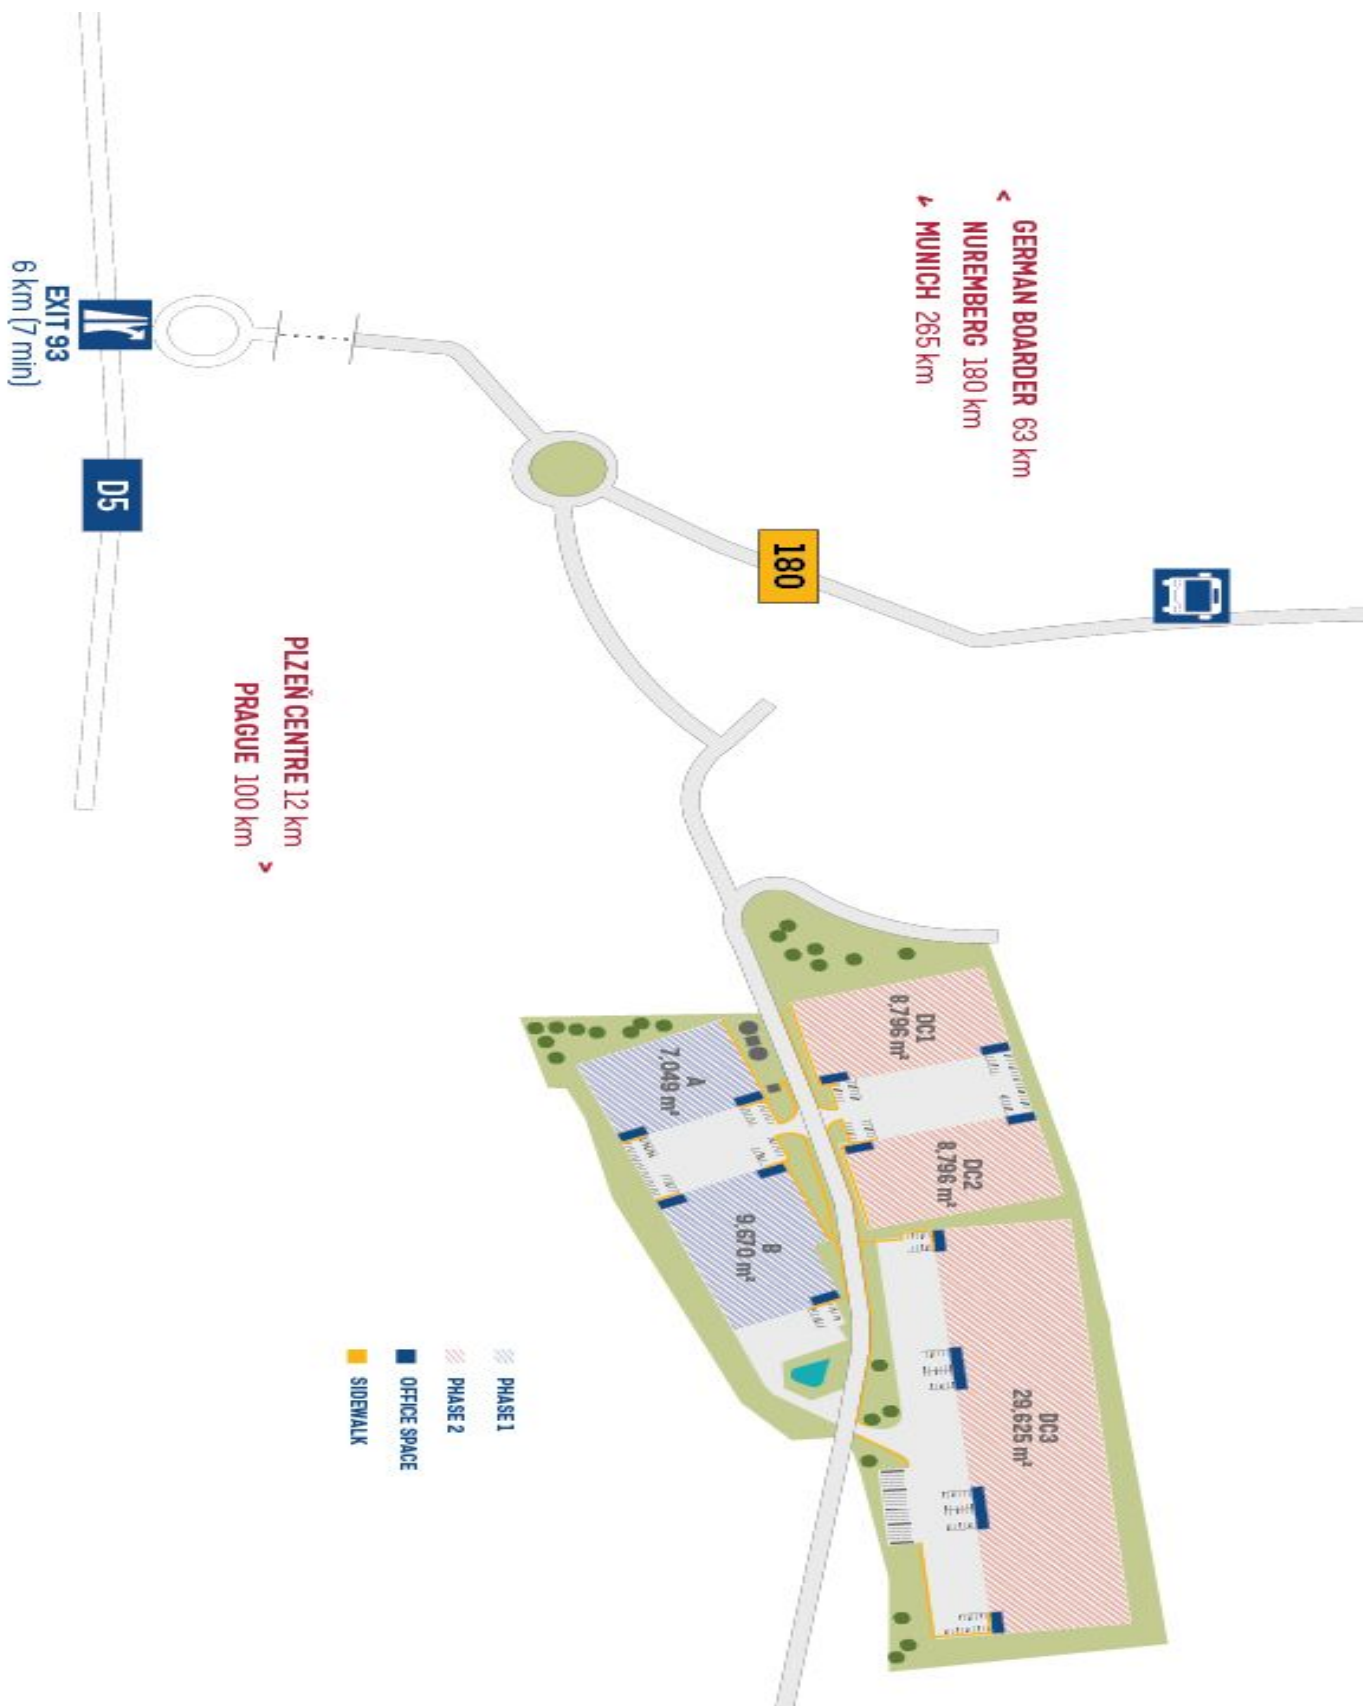 < GERMAN BOARDER 63 km
NUREMBERG 180 km
MUNICH 265 km
180
EXIT 93
6 km (7 min)
D5
PLZEŇ CENTRE 12 km
PRAGUE 100 km >
DC1
8,796 m²
DC2
8,796 m²
DC3
29,625 m²
A
7,049 m²
B
9,670 m²
PHASE 1
PHASE 2
OFFICE SPACE
SIDEWALK